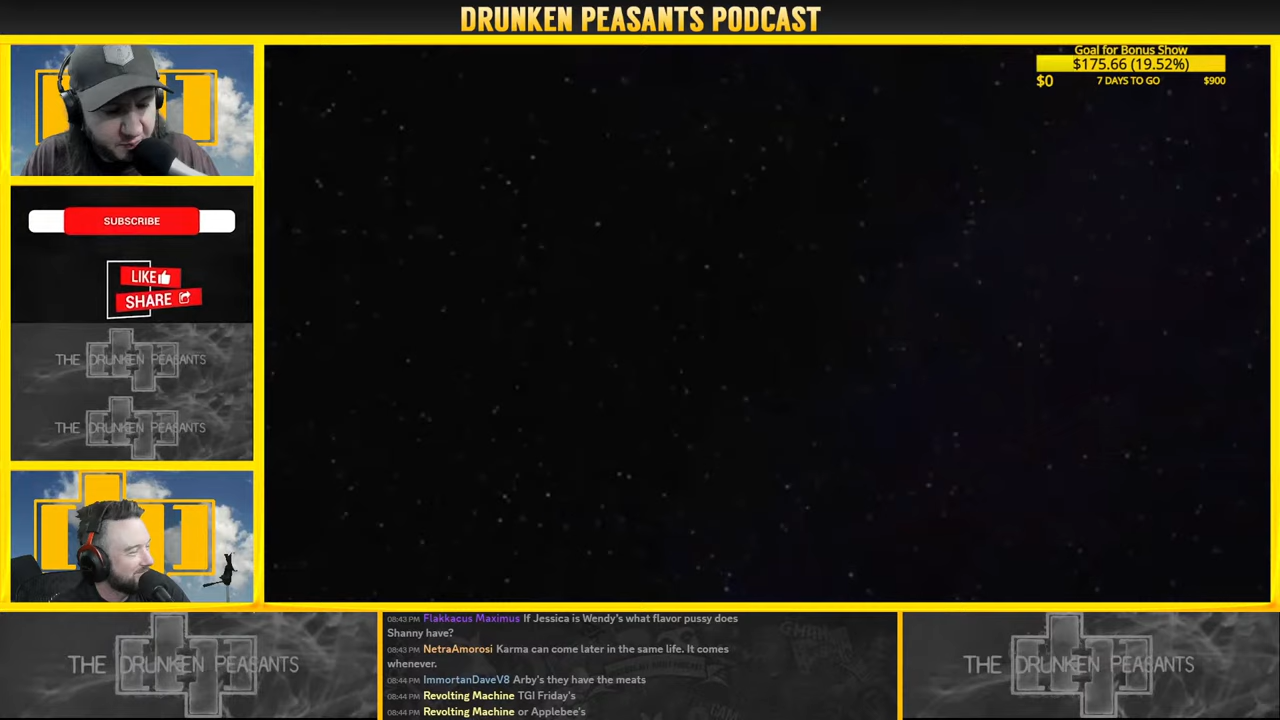 DRUNKEN PEASANTS PODCAST
Goal for Bonus Show
$175.66 (19.52%)
$0
7 DAYS TO GO
$900
SUBSCRIBE
LIKE
SHARE
THE DRUNKEN PEASANTS
THE DRUNKEN PEASANTS
08:43 PM Flakkacus Maximus If Jessica is Wendy's what flavor pussy does
Shanny have?
08:43 PM NetraAmorosi Karma can come later in the same life. It comes
whenever.
08:44 PM ImmortanDaveV8 Arby's they have the meats
08:44 PM Revolting Machine TGI Friday's
08:44 PM Revolting Machine or Applebee's
THE DRUNKEN PEASANTS
THE DRUNKEN PEASANTS